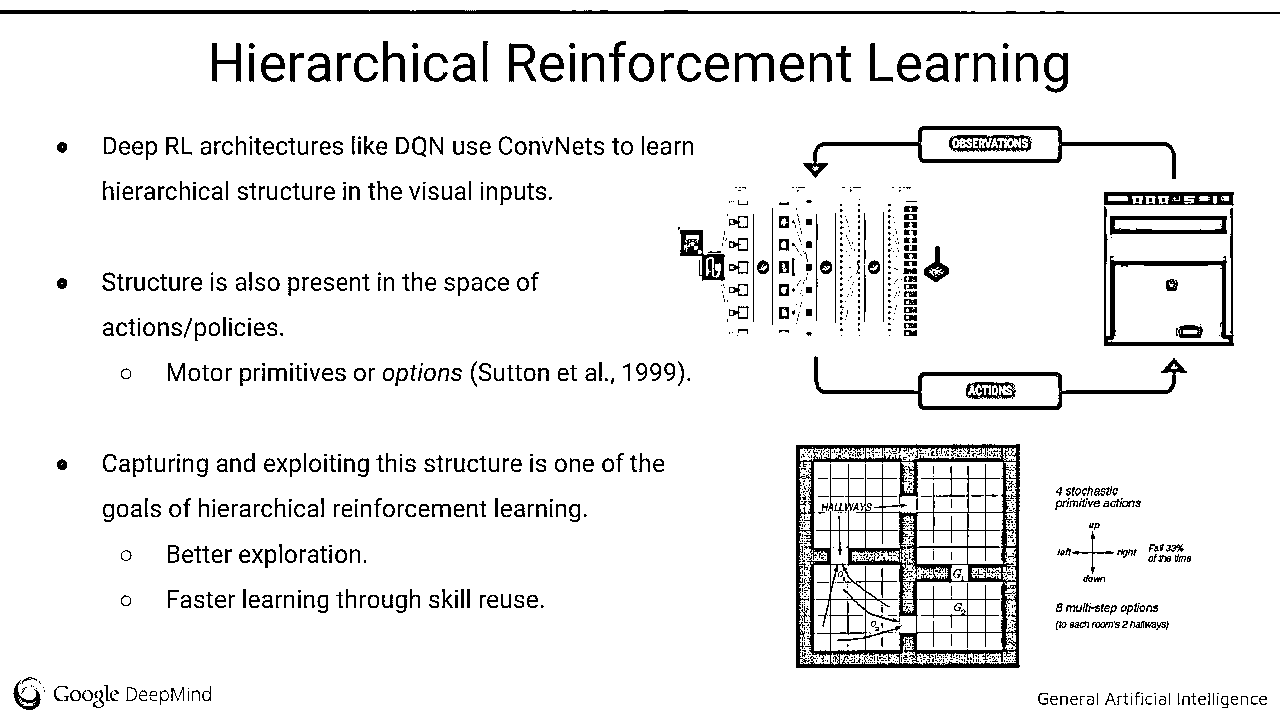 Hierarchical Reinforcement Learning
● Deep RL architectures like DQN use ConvNets to learn
hierarchical structure in the visual inputs.
● Structure is also present in the space of
actions/policies.
○ Motor primitives or options (Sutton et al., 1999).
● Capturing and exploiting this structure is one of the
goals of hierarchical reinforcement learning.
○ Better exploration.
○ Faster learning through skill reuse.
OBSERVATIONS
ACTIONS
HALLWAYS
G1
G2
o1
o2
4 stochastic
primitive actions
up
left
right
down
Fail 33%
of the time
8 multi-step options
(to each room's 2 hallways)
Google DeepMind
General Artificial Intelligence